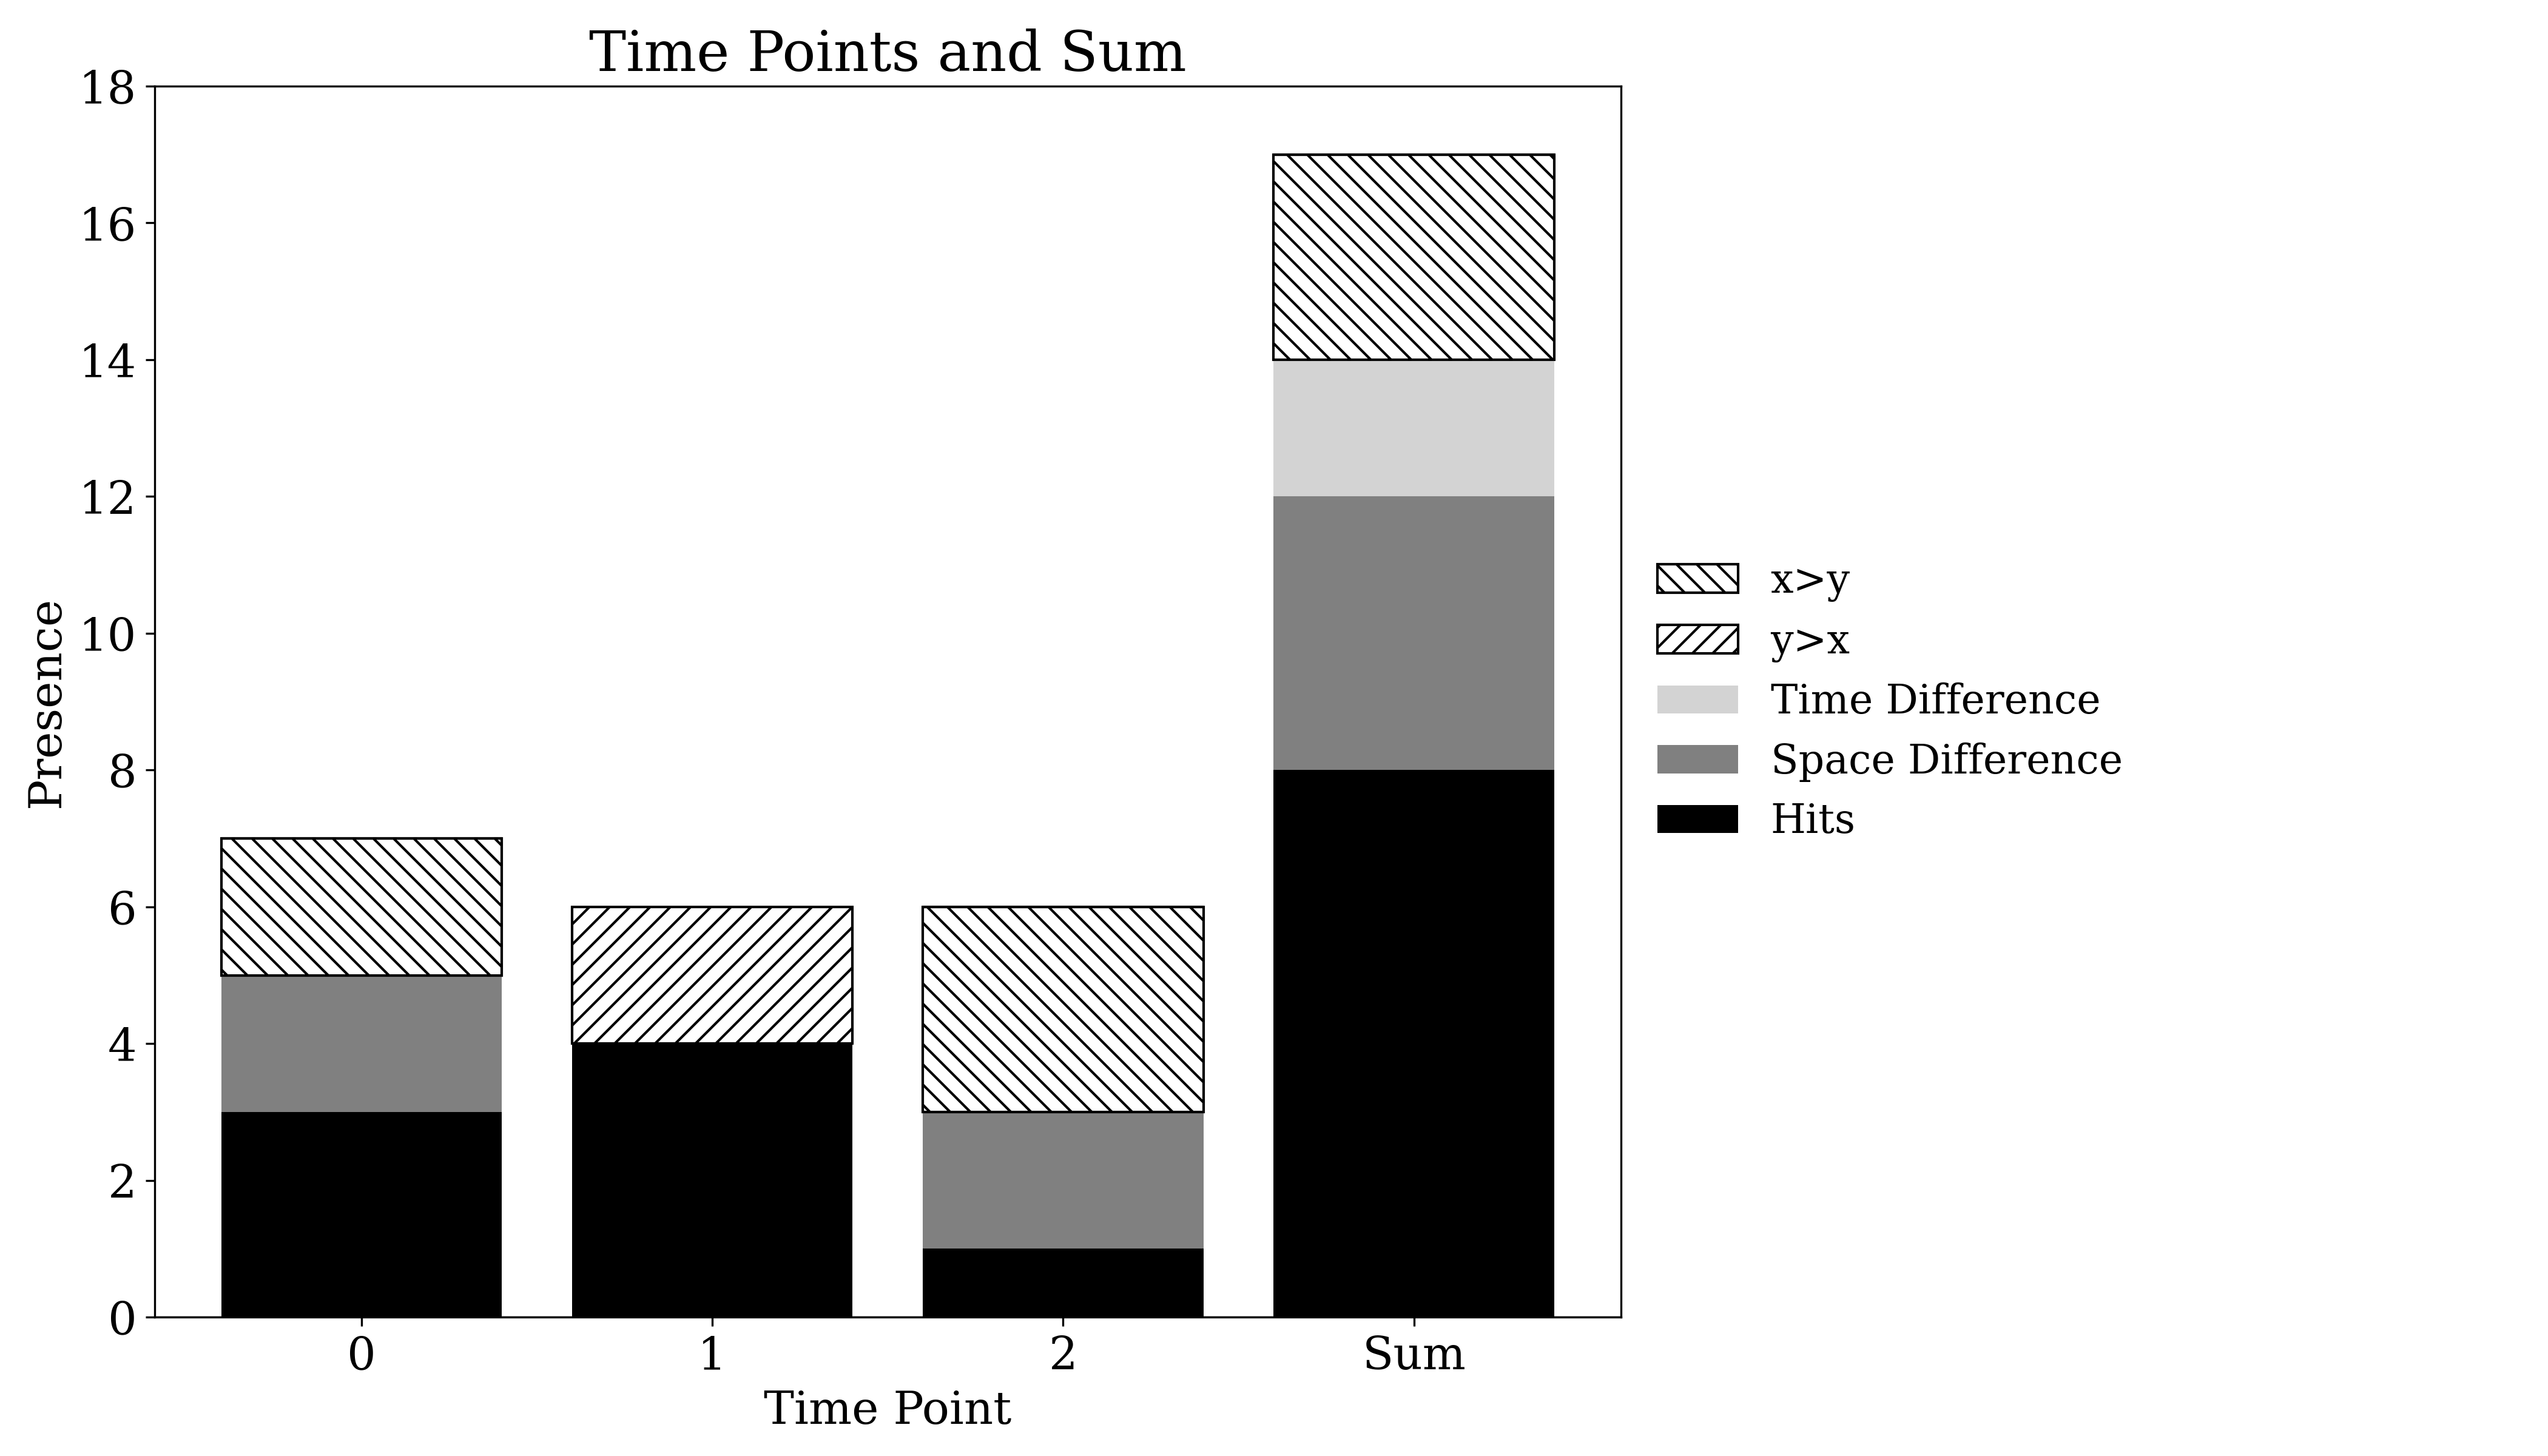 Time Points and Sum
18
16
14
12
10
8
6
4
2
0
Presence
0 1 2 Sum
Time Point
x>y
y>x
Time Difference
Space Difference
Hits